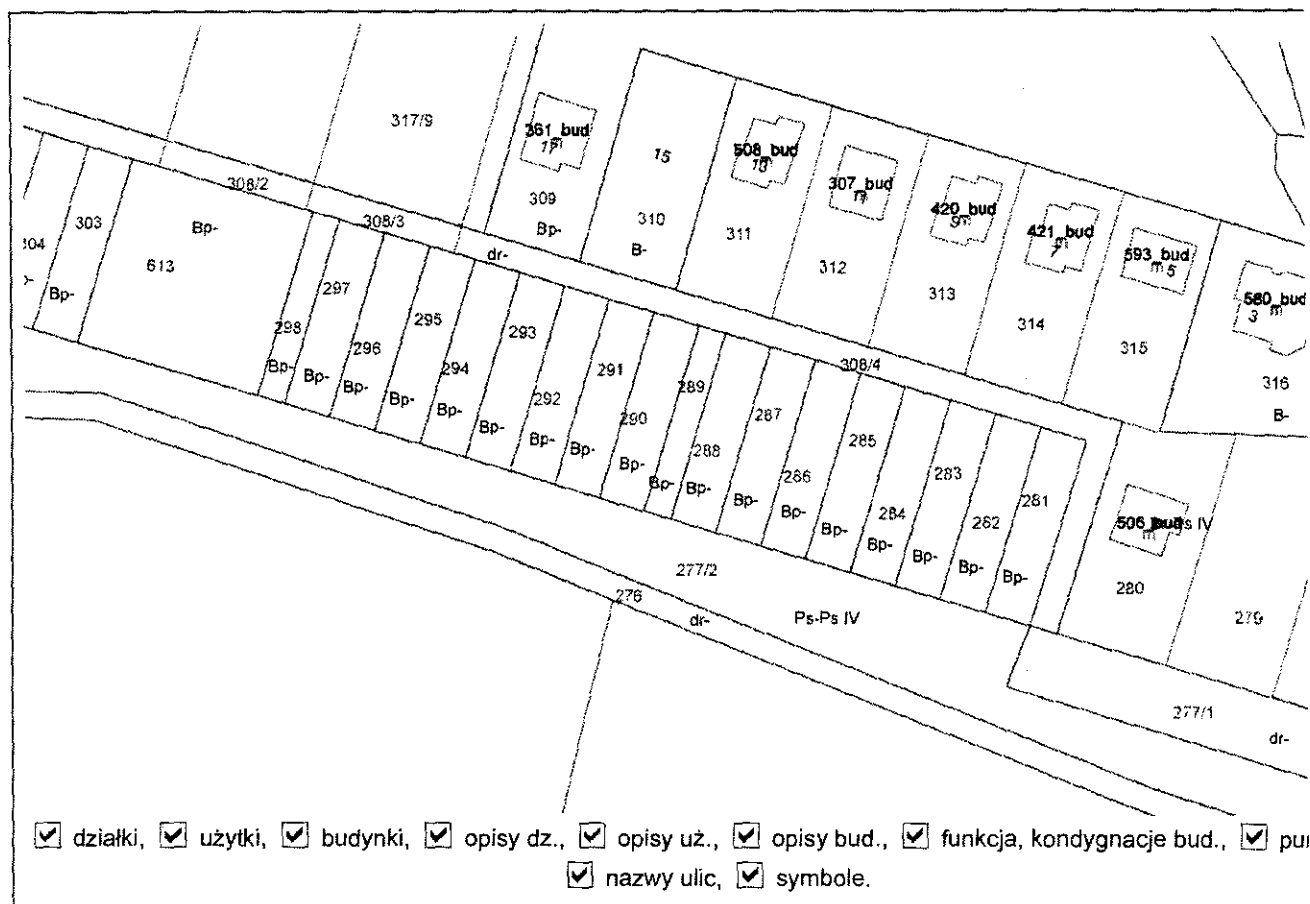 317/9
361_bud
17
m
309
Bp-
15
310
B-
508_bud
13
m
311
307_bud
m
312
420_bud
9
m
313
421_bud
7
m
314
593_bud
m 5
315
560_bud
3
m
316
B-
308/2
308/3
dr-
308/4
304
303
Bp-
613
Bp-
298
Bp-
297
Bp-
296
Bp-
295
Bp-
294
Bp-
293
Bp-
292
Bp-
291
Bp-
290
Bp-
289
Bp-
288
Bp-
287
Bp-
286
Bp-
285
Bp-
284
Bp-
283
Bp-
282
Bp-
281
Bp-
506_bud
m
280
279
277/2
276
dr-
Ps-Ps IV
277/1
dr-
działki, użytki, budynki, opisy dz., opisy uż., opisy bud., funkcja, kondygnacje bud.,
nazwy ulic, symbole.